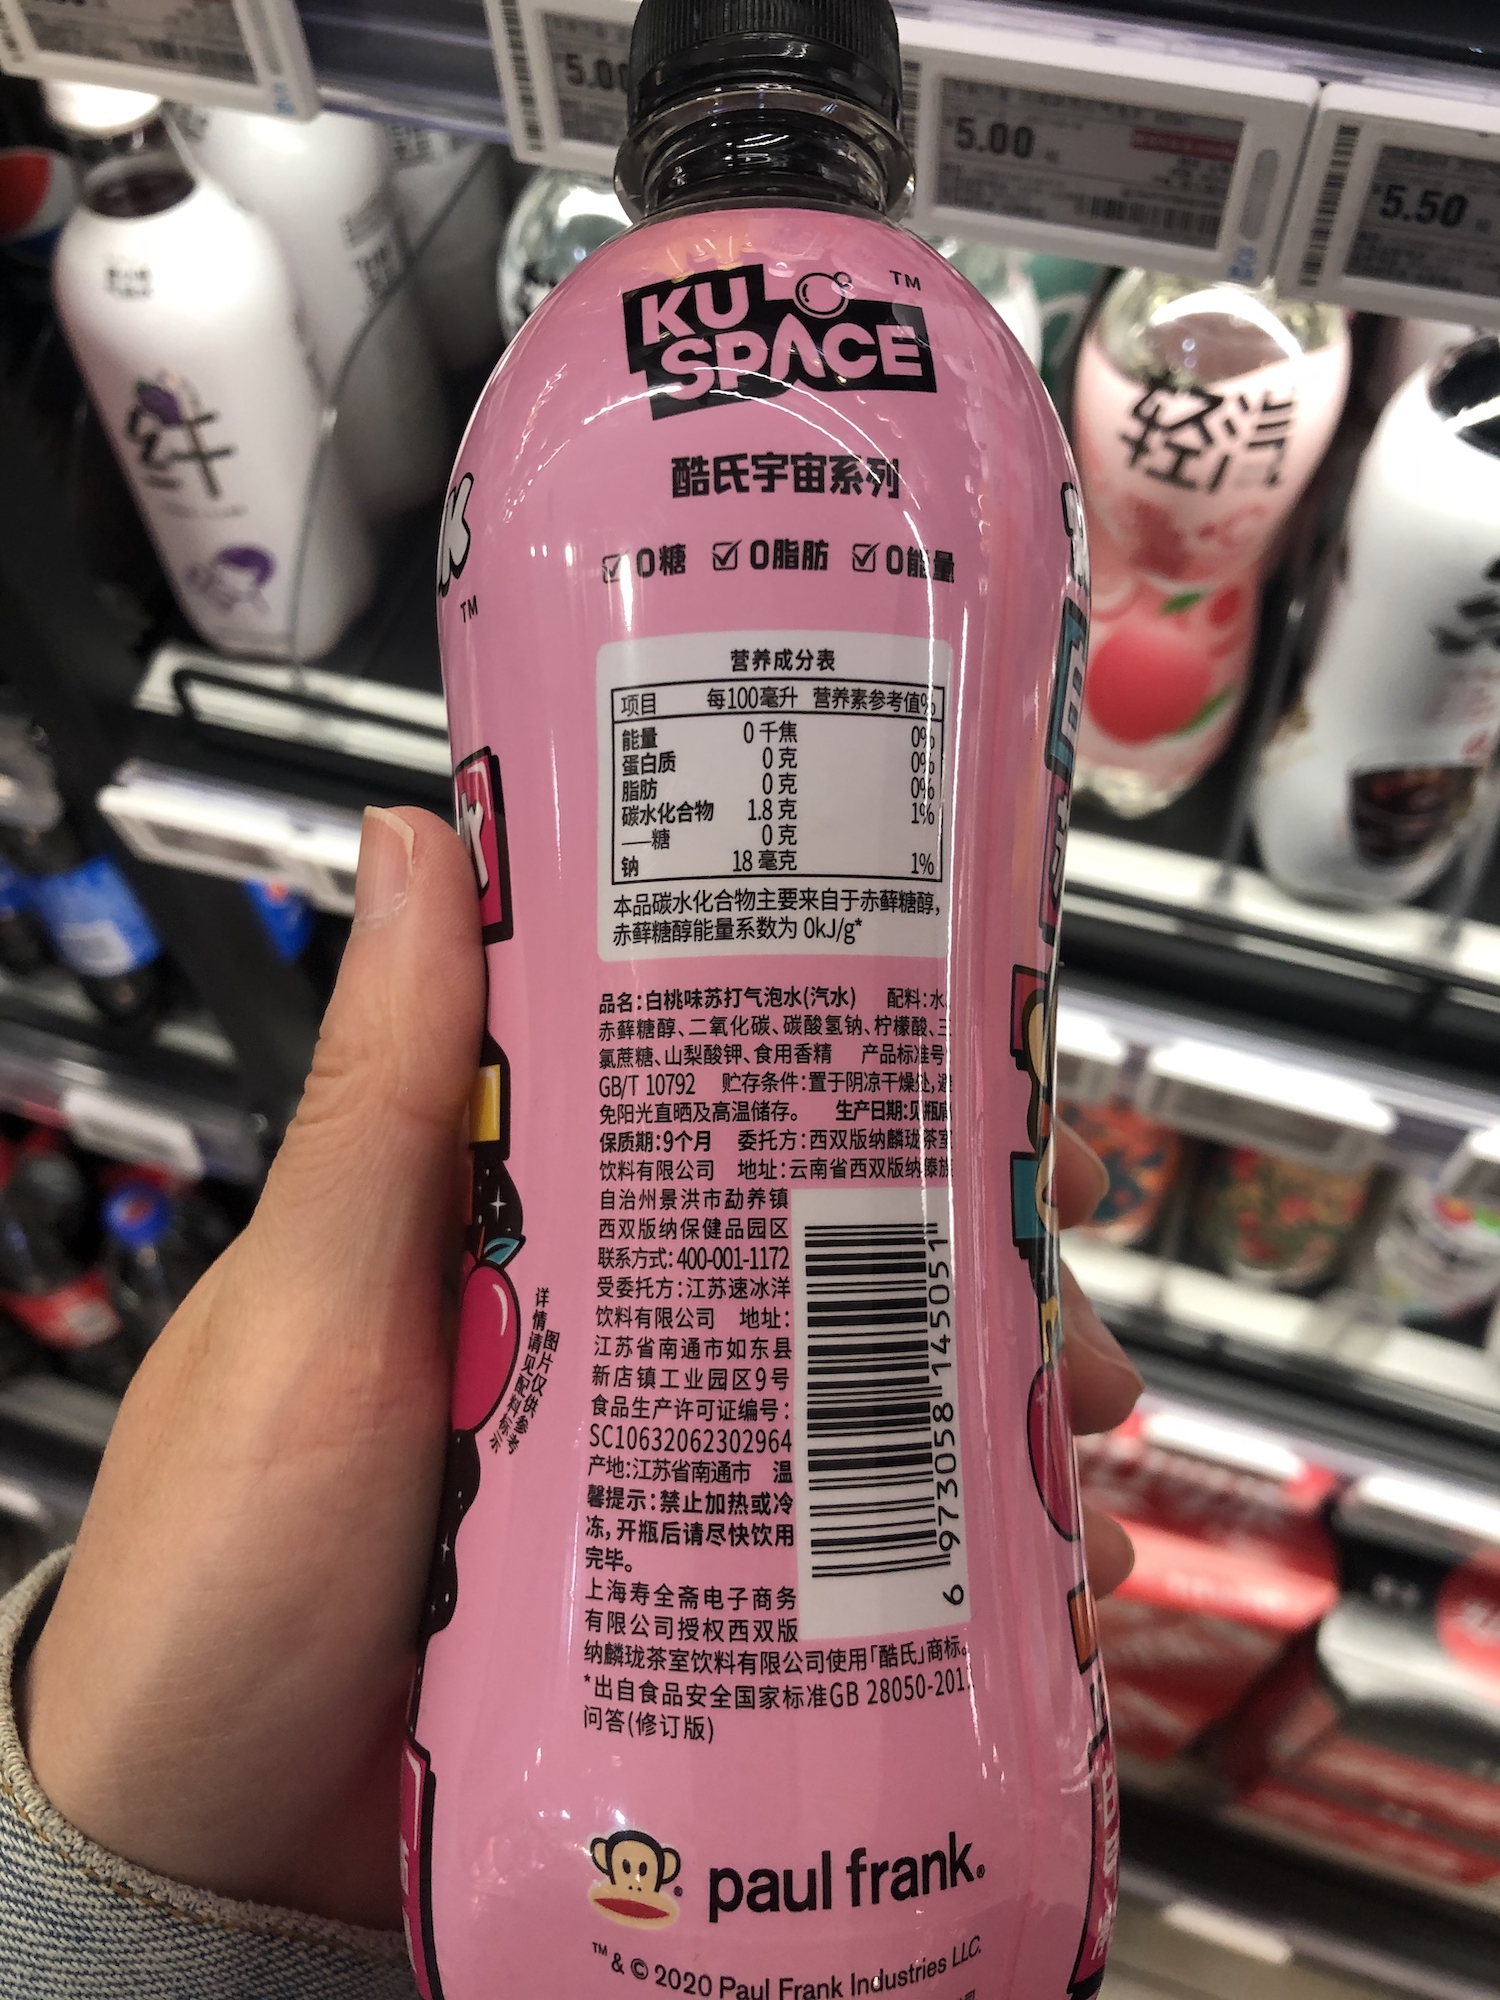 5.00
5.00
5.50
纤
轻汽
KU
SPACE
TM
酷氏宇宙系列
0糖 0脂肪 0能量
TM
营养成分表
项目 每100毫升 营养素参考值%
能量 0 千焦 0%
蛋白质 0 克 0%
脂肪 0 克 0%
碳水化合物 1.8 克 1%
—糖 0 克
钠 18 毫克 1%
本品碳水化合物主要来自于赤藓糖醇,
赤藓糖醇能量系数为 0kJ/g*
品名:白桃味苏打气泡水(汽水) 配料:水、
赤藓糖醇、二氧化碳、碳酸氢钠、柠檬酸、三
氯蔗糖、山梨酸钾、食用香精 产品标准号
GB/T 10792 贮存条件:置于阴凉干燥处,避
免阳光直晒及高温储存。 生产日期:见瓶
保质期:9个月 委托方:西双版纳麟珑茶室
饮料有限公司 地址:云南省西双版纳傣族
自治州景洪市勐养镇
西双版纳保健品园区
联系方式:400-001-1172
受委托方:江苏速冰洋
饮料有限公司 地址:
江苏省南通市如东县
新店镇工业园区9号
食品生产许可证编号:
SC10632062302964
产地:江苏省南通市 温
馨提示:禁止加热或冷
冻,开瓶后请尽快饮用
完毕。
上海寿全斋电子商务
有限公司授权西双版
纳麟珑茶室饮料有限公司使用「酷氏」商标。
*出自食品安全国家标准GB 28050-201
问答(修订版)
6 973058 145051
图片仅供参考
详情请见配料标示
paul frank®
TM & © 2020 Paul Frank Industries LLC.